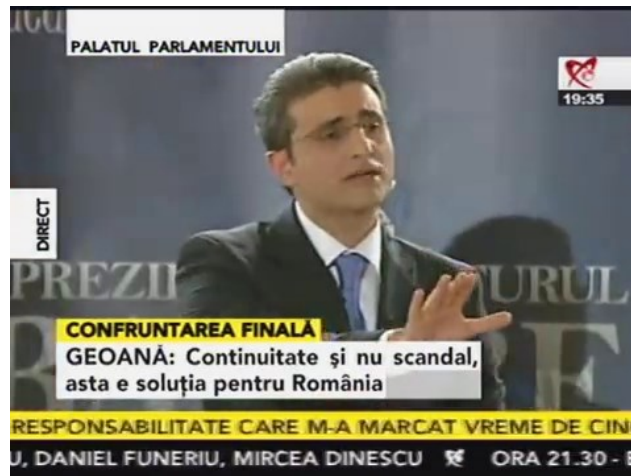 PALATUL PARLAMENTULUI
19:35
DIRECT
PREZI
TURUL
CONFRUNTAREA FINALĂ
GEOANĂ: Continuitate și nu scandal,
asta e soluția pentru România
RESPONSABILITATE CARE M-A MARCAT VREME DE CIN
U, DANIEL FUNERIU, MIRCEA DINESCU ORA 21.30 -